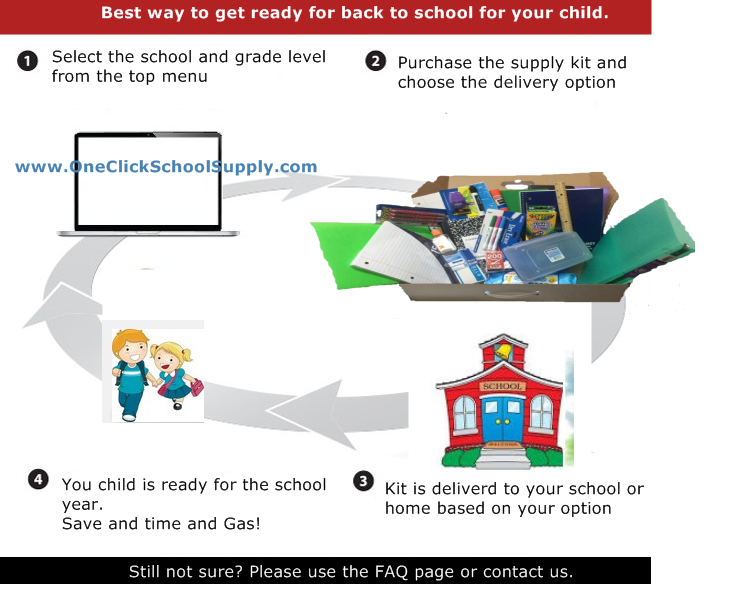 Best way to get ready for back to school for your child.
1
Select the school and grade level
from the top menu
2
Purchase the supply kit and
choose the delivery option
www.OneClickSchoolSupply.com
SCHOOL
3
Kit is deliverd to your school or
home based on your option
4
You child is ready for the school
year.
Save and time and Gas!
Still not sure? Please use the FAQ page or contact us.